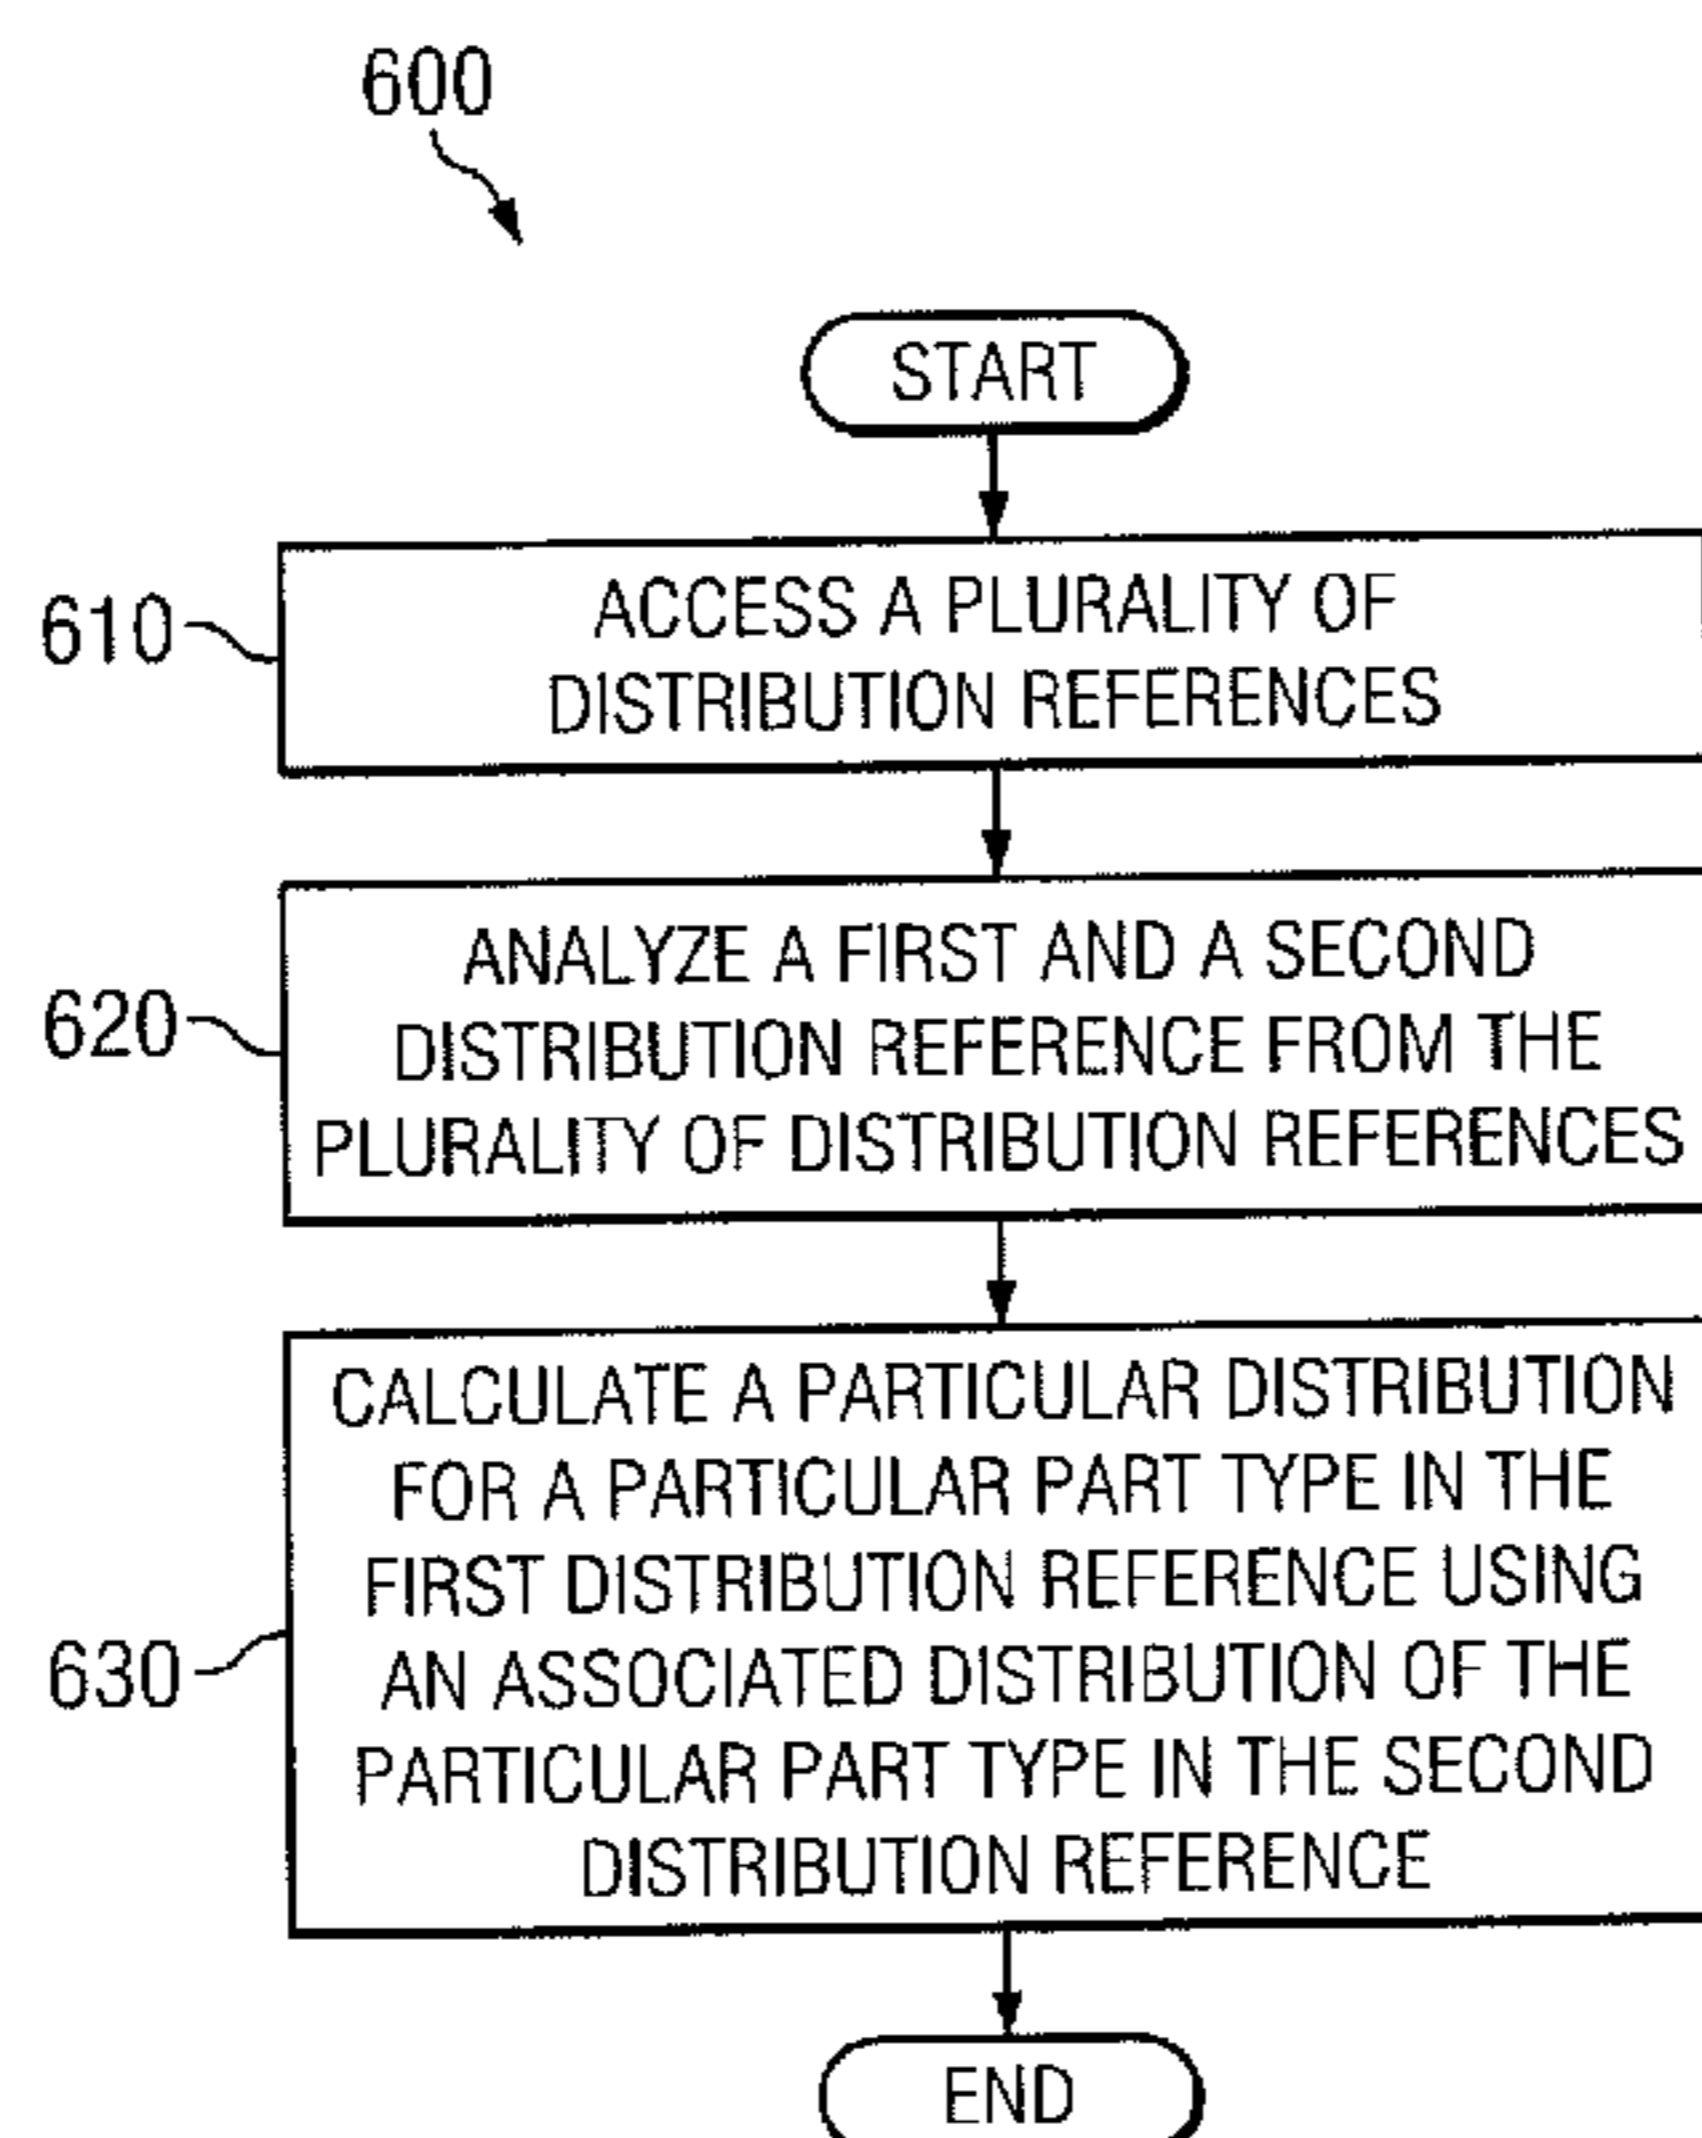 600
START
610
ACCESS A PLURALITY OF
DISTRIBUTION REFERENCES
620
ANALYZE A FIRST AND A SECOND
DISTRIBUTION REFERENCE FROM THE
PLURALITY OF DISTRIBUTION REFERENCES
630
CALCULATE A PARTICULAR DISTRIBUTION
FOR A PARTICULAR PART TYPE IN THE
FIRST DISTRIBUTION REFERENCE USING
AN ASSOCIATED DISTRIBUTION OF THE
PARTICULAR PART TYPE IN THE SECOND
DISTRIBUTION REFERENCE
END